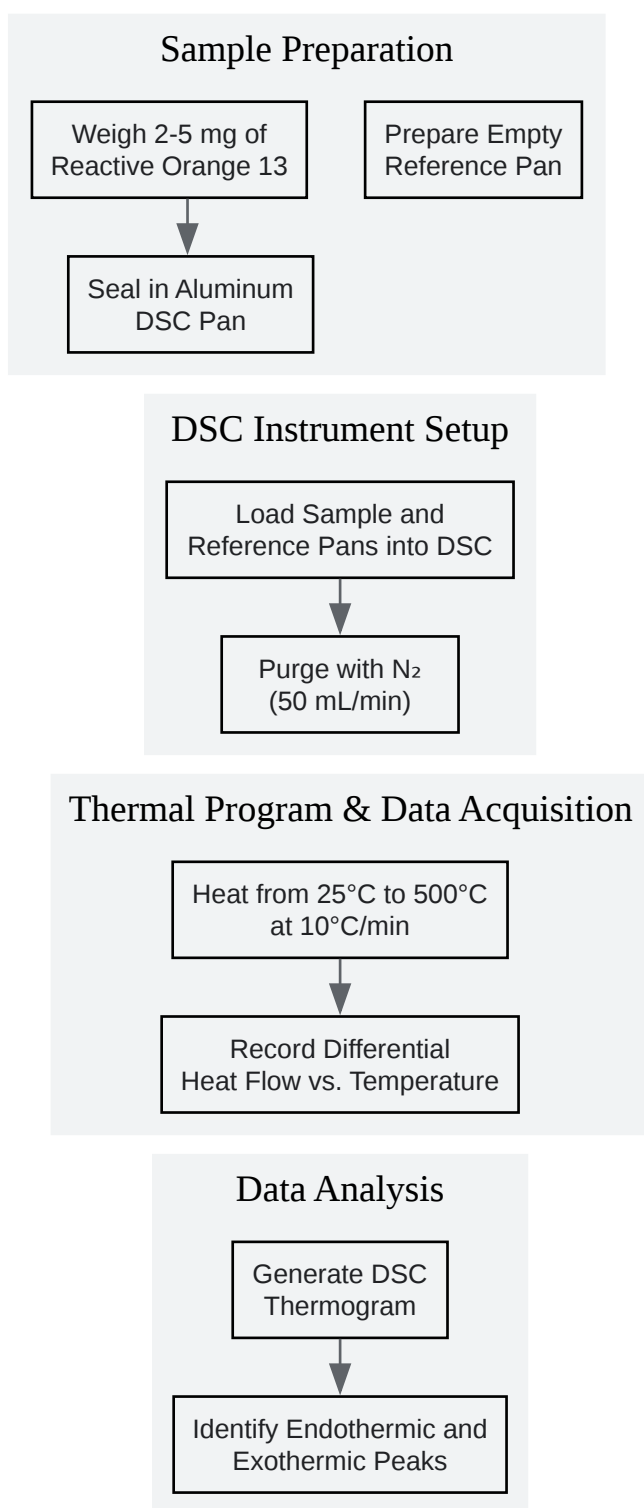 Sample Preparation
Weigh 2-5 mg of
Reactive Orange 13
Prepare Empty
Reference Pan
Seal in Aluminum
DSC Pan
DSC Instrument Setup
Load Sample and
Reference Pans into DSC
Purge with N₂
(50 mL/min)
Thermal Program & Data Acquisition
Heat from 25°C to 500°C
at 10°C/min
Record Differential
Heat Flow vs. Temperature
Data Analysis
Generate DSC
Thermogram
Identify Endothermic and
Exothermic Peaks